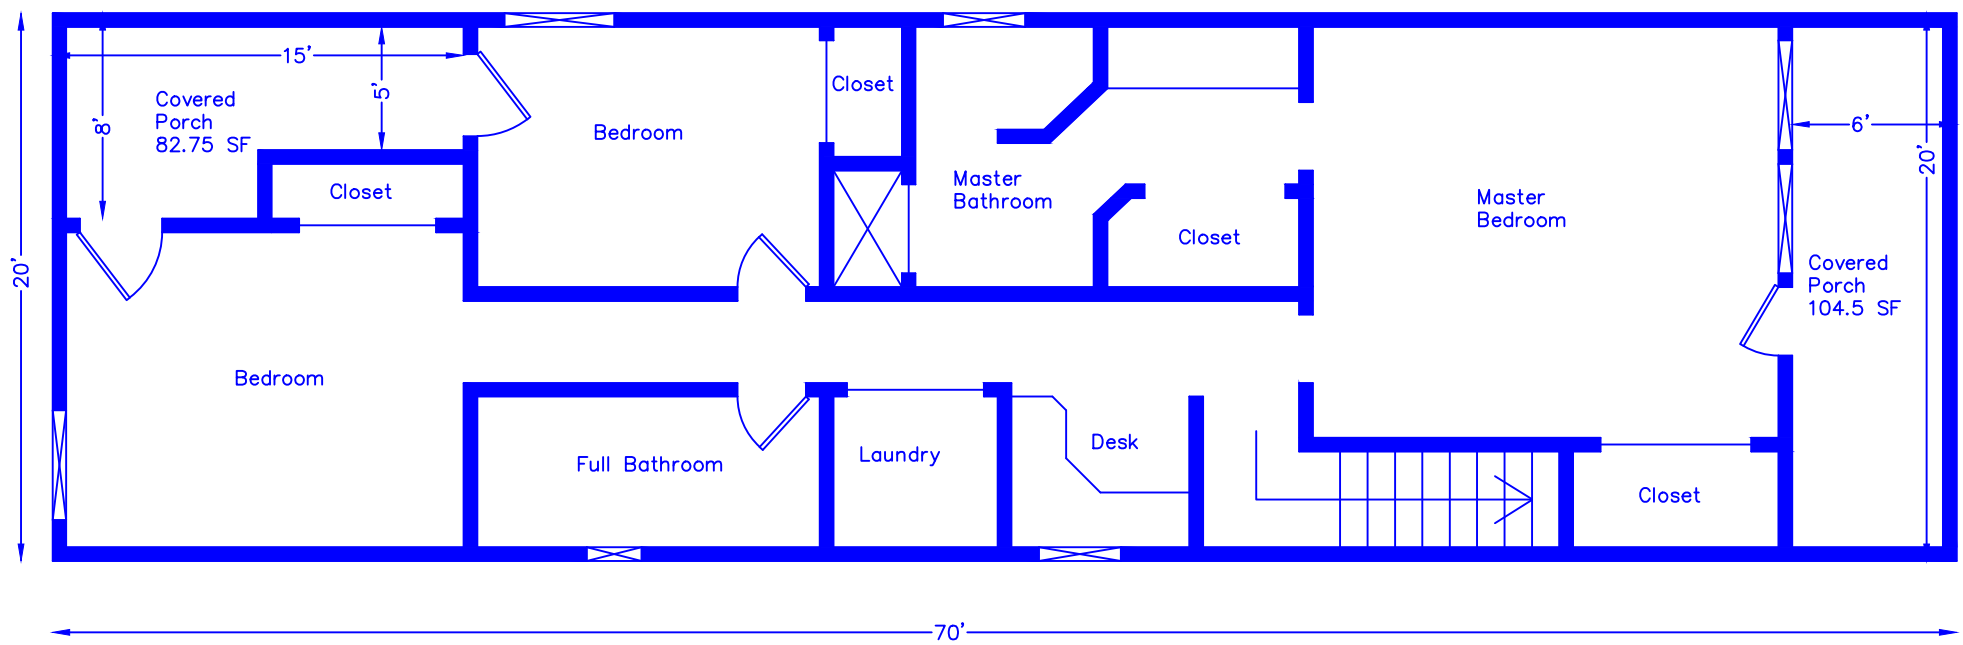 15'
8'
5'
20'
Covered
Porch
82.75 SF
Closet
Bedroom
Closet
Master
Bathroom
Closet
Master
Bedroom
6'
20'
Covered
Porch
104.5 SF
Bedroom
Full Bathroom
Laundry
Desk
Closet
70'